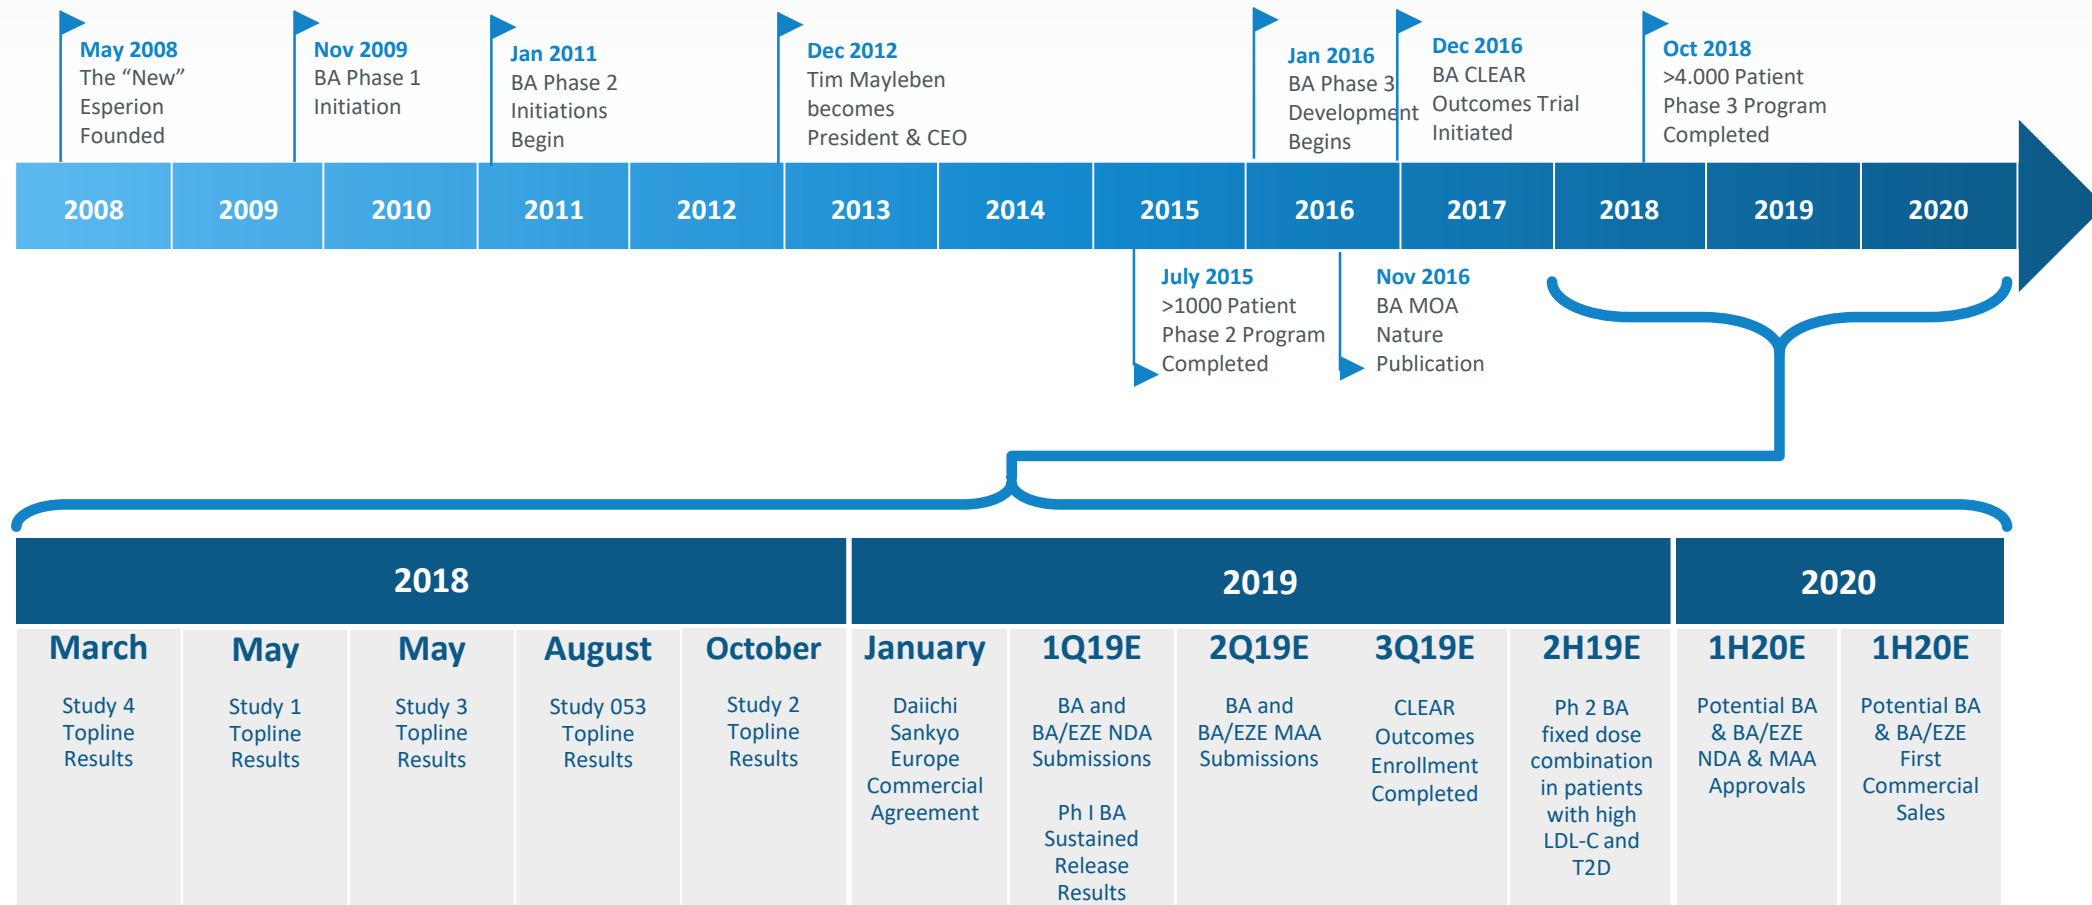 May 2008
The “New”
Esperion
Founded
Nov 2009
BA Phase 1
Initiation
Jan 2011
BA Phase 2
Initiations
Begin
Dec 2012
Tim Mayleben
becomes
President & CEO
Jan 2016
BA Phase 3
Development
Begins
Dec 2016
BA CLEAR
Outcomes Trial
Initiated
Oct 2018
>4.000 Patient
Phase 3 Program
Completed
2008 2009 2010 2011 2012 2013 2014 2015 2016 2017 2018 2019 2020
July 2015
>1000 Patient
Phase 2 Program
Completed
Nov 2016
BA MOA
Nature
Publication
2018
March
Study 4
Topline
Results
May
Study 1
Topline
Results
May
Study 3
Topline
Results
August
Study 053
Topline
Results
October
Study 2
Topline
Results
2019
January
Daiichi
Sankyo
Europe
Commercial
Agreement
1Q19E
BA and
BA/EZE NDA
Submissions
Ph I BA
Sustained
Release
Results
2Q19E
BA and
BA/EZE MAA
Submissions
3Q19E
CLEAR
Outcomes
Enrollment
Completed
2H19E
Ph 2 BA
fixed dose
combination
in patients
with high
LDL-C and
T2D
2020
1H20E
Potential BA
& BA/EZE
NDA & MAA
Approvals
1H20E
Potential BA
& BA/EZE
First
Commercial
Sales